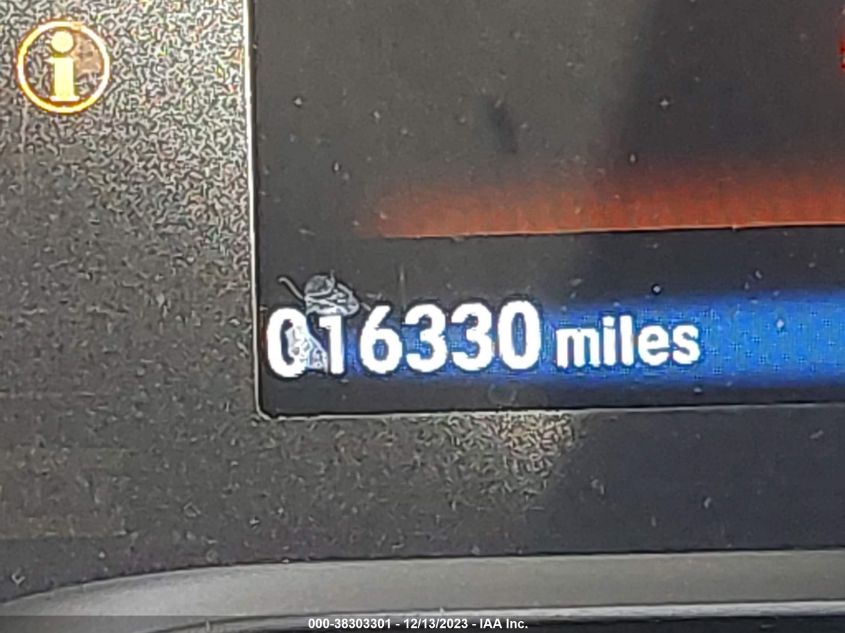 i
016330 miles
000-38303301 - 12/13/2023 - IAA Inc.